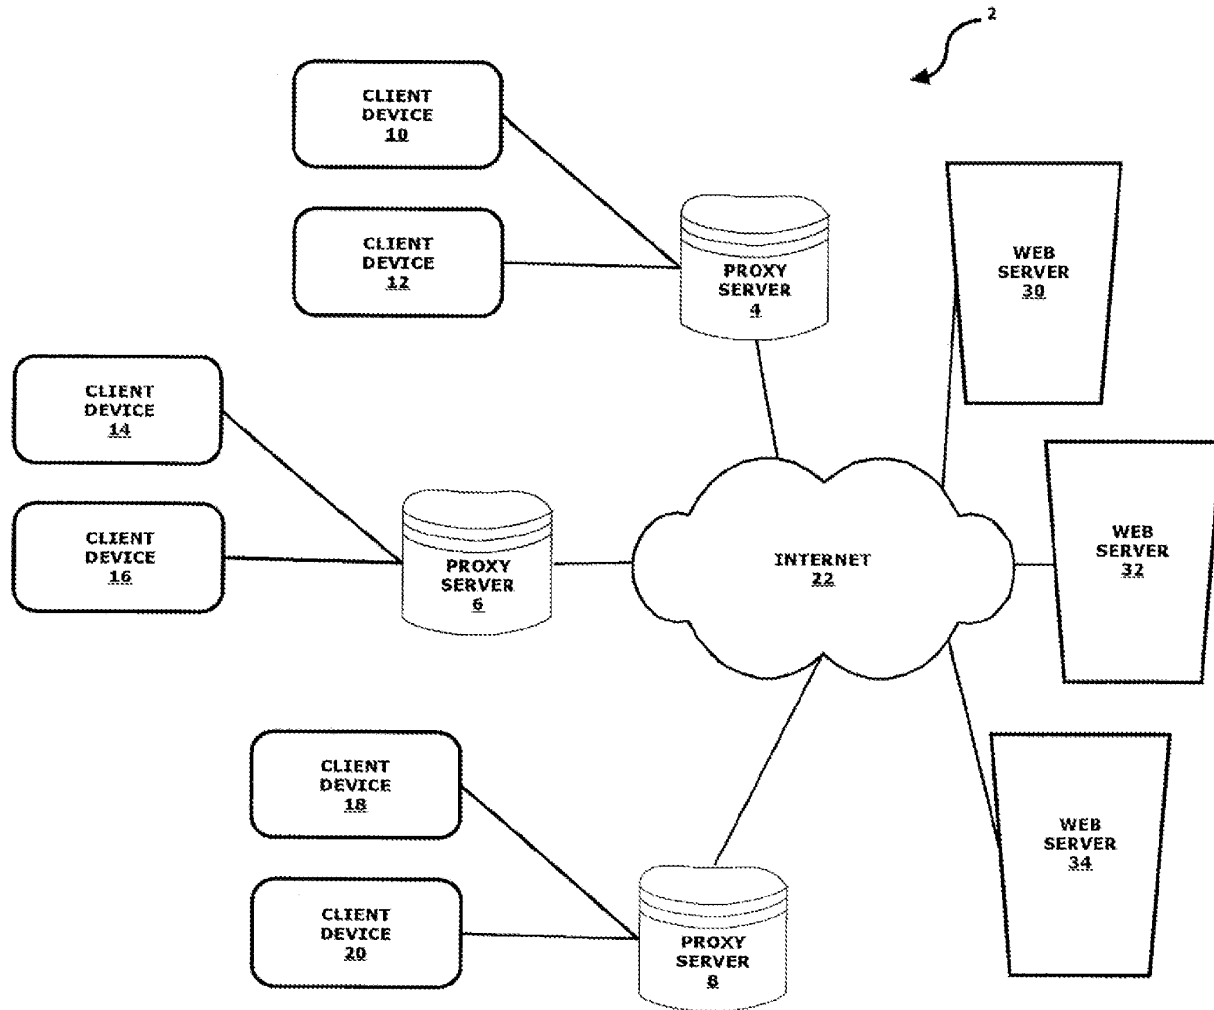 2
CLIENT
DEVICE
10
CLIENT
DEVICE
12
PROXY
SERVER
4
WEB
SERVER
30
CLIENT
DEVICE
14
CLIENT
DEVICE
16
PROXY
SERVER
6
INTERNET
22
WEB
SERVER
32
CLIENT
DEVICE
18
CLIENT
DEVICE
20
PROXY
SERVER
8
WEB
SERVER
34